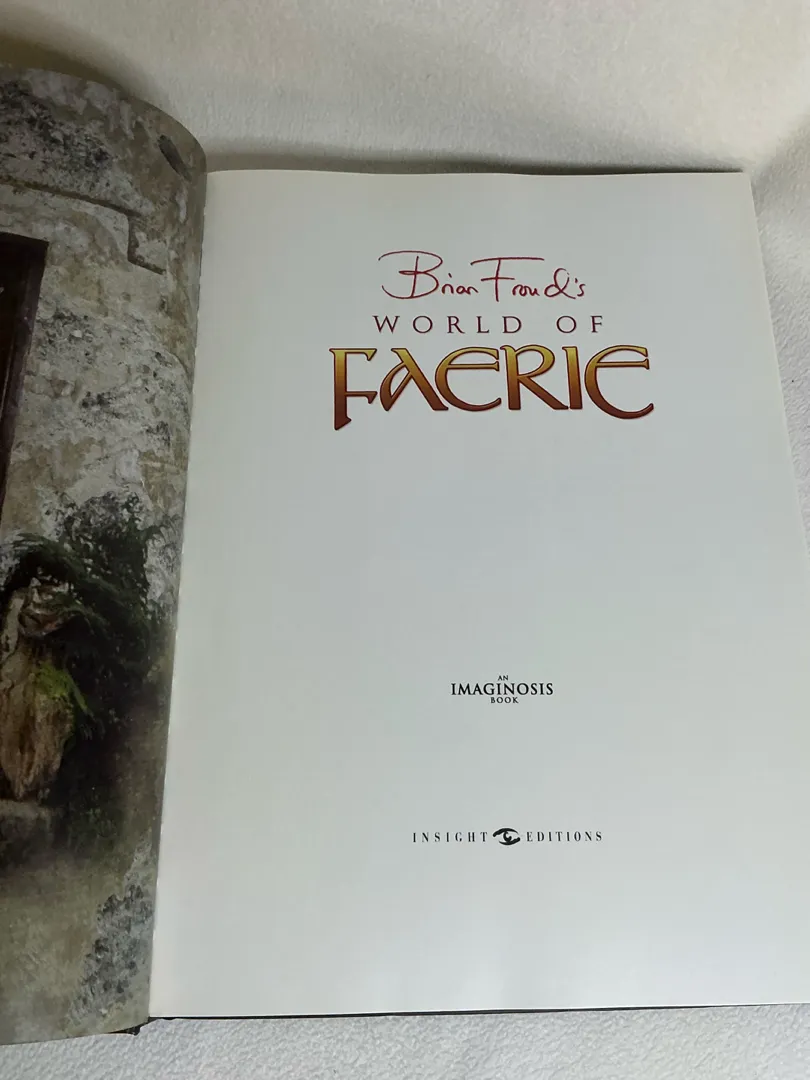 Brian Froud's
WORLD OF
FAERIE
AN
IMAGINOSIS
BOOK
INSIGHT EDITIONS